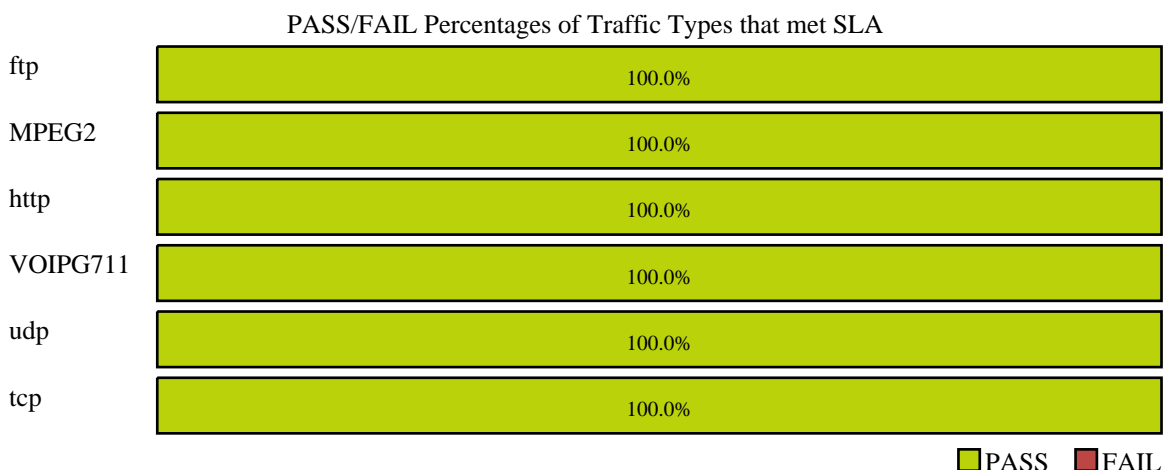 PASS/FAIL Percentages of Traffic Types that met SLA
ftp
100.0%
MPEG2
100.0%
http
100.0%
VOIPG711
100.0%
udp
100.0%
tcp
100.0%
PASS FAIL